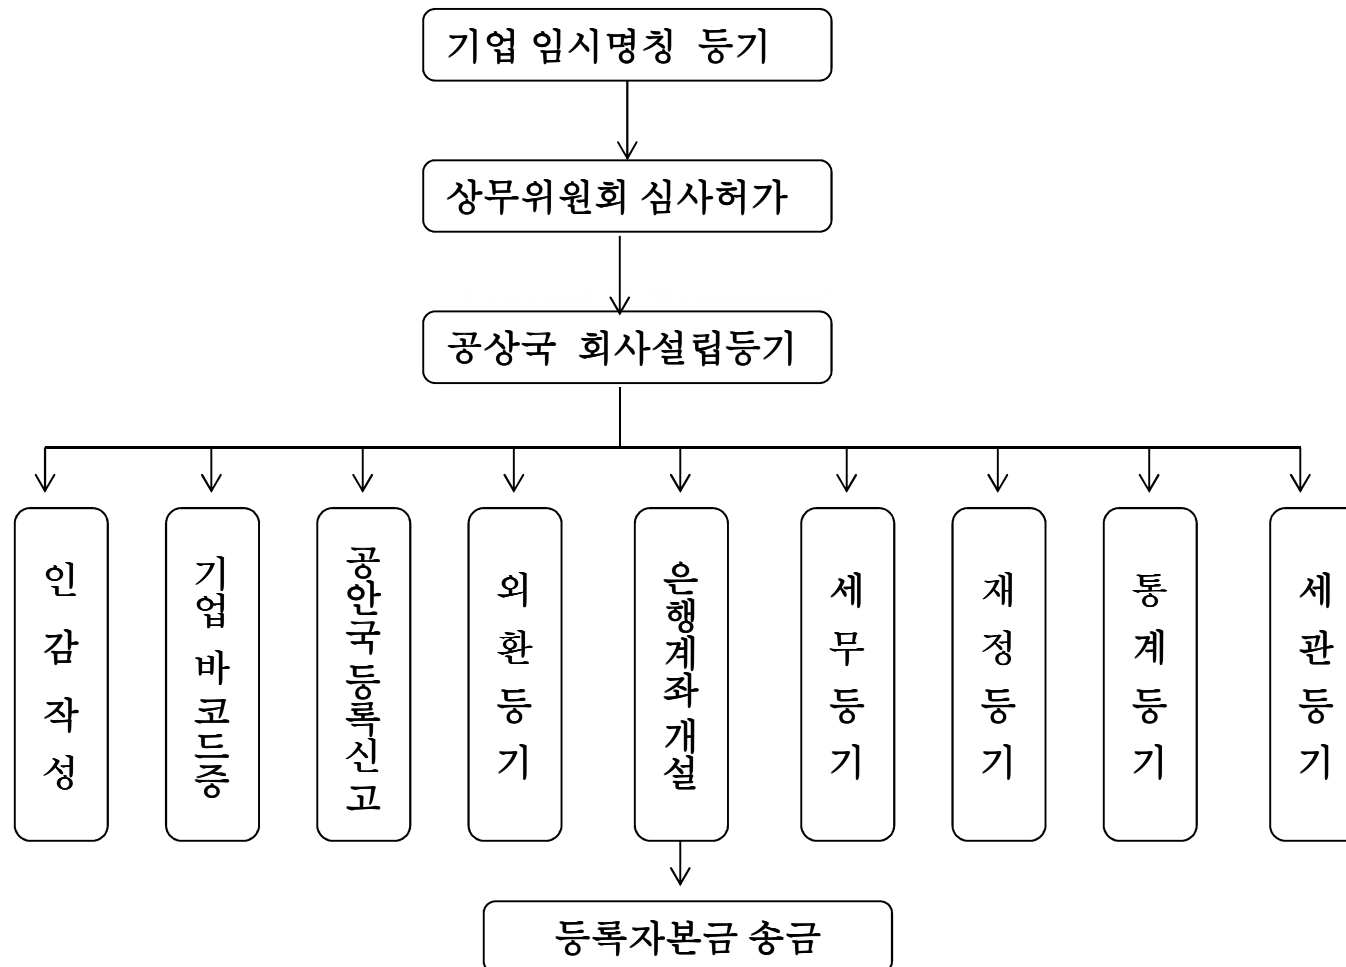 기업 임시명칭 등기
상무위원회 심사허가
공상국 회사설립등기
인감작성
기업 바코드증
공안국 등록신고
외환등기
은행계좌 개설
세무등기
재정등기
통계등기
세관등기
등록자본금 송금